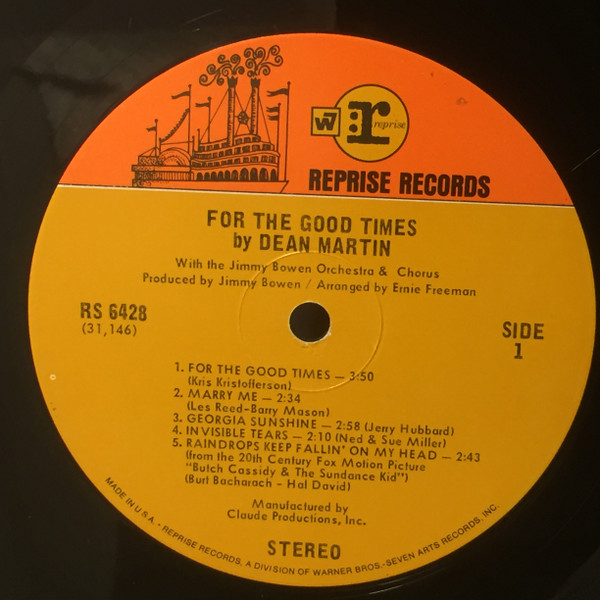 W7 r: reprise
REPRISE RECORDS
FOR THE GOOD TIMES
by DEAN MARTIN
With the Jimmy Bowen Orchestra & Chorus
Produced by Jimmy Bowen / Arranged by Ernie Freeman
RS 6428
(31,146)
SIDE
1
1. FOR THE GOOD TIMES — 3:50
(Kris Kristofferson)
2. MARRY ME — 2:34
(Les Reed-Barry Mason)
3. GEORGIA SUNSHINE — 2:58 (Jerry Hubbard)
4. INVISIBLE TEARS — 2:10 (Ned & Sue Miller)
5. RAINDROPS KEEP FALLIN' ON MY HEAD — 2:43
(from the 20th Century Fox Motion Picture
"Butch Cassidy & The Sundance Kid")
(Burt Bacharach - Hal David)
Manufactured by
Claude Productions, Inc.
STEREO
MADE IN U.S.A. - REPRISE RECORDS, A DIVISION OF WARNER BROS.-SEVEN ARTS RECORDS, INC.